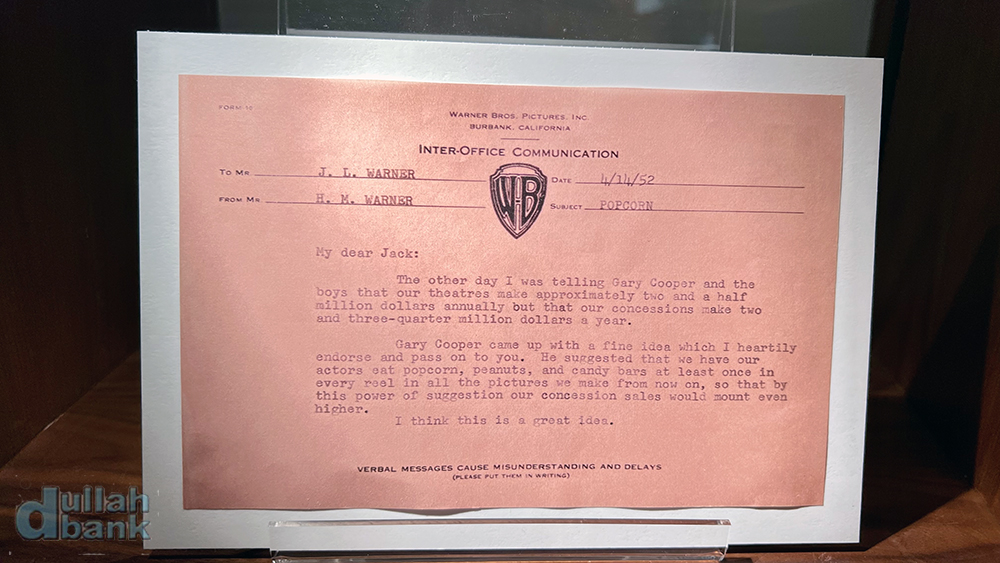 FORM-10
WARNER BROS. PICTURES, INC.
BURBANK, CALIFORNIA
INTER-OFFICE COMMUNICATION
TO MR J. L. WARNER DATE 4/14/52
FROM MR H. M. WARNER SUBJECT POPCORN
WB
My dear Jack:
The other day I was telling Gary Cooper and the
boys that our theatres make approximately two and a half
million dollars annually but that our concessions make two
and three-quarter million dollars a year.
Gary Cooper came up with a fine idea which I heartily
endorse and pass on to you. He suggested that we have our
actors eat popcorn, peanuts, and candy bars at least once in
every reel in all the pictures we make from now on, so that by
this power of suggestion our concession sales would mount even
higher.
I think this is a great idea.
VERBAL MESSAGES CAUSE MISUNDERSTANDING AND DELAYS
(PLEASE PUT THEM IN WRITING)
dullah
bank